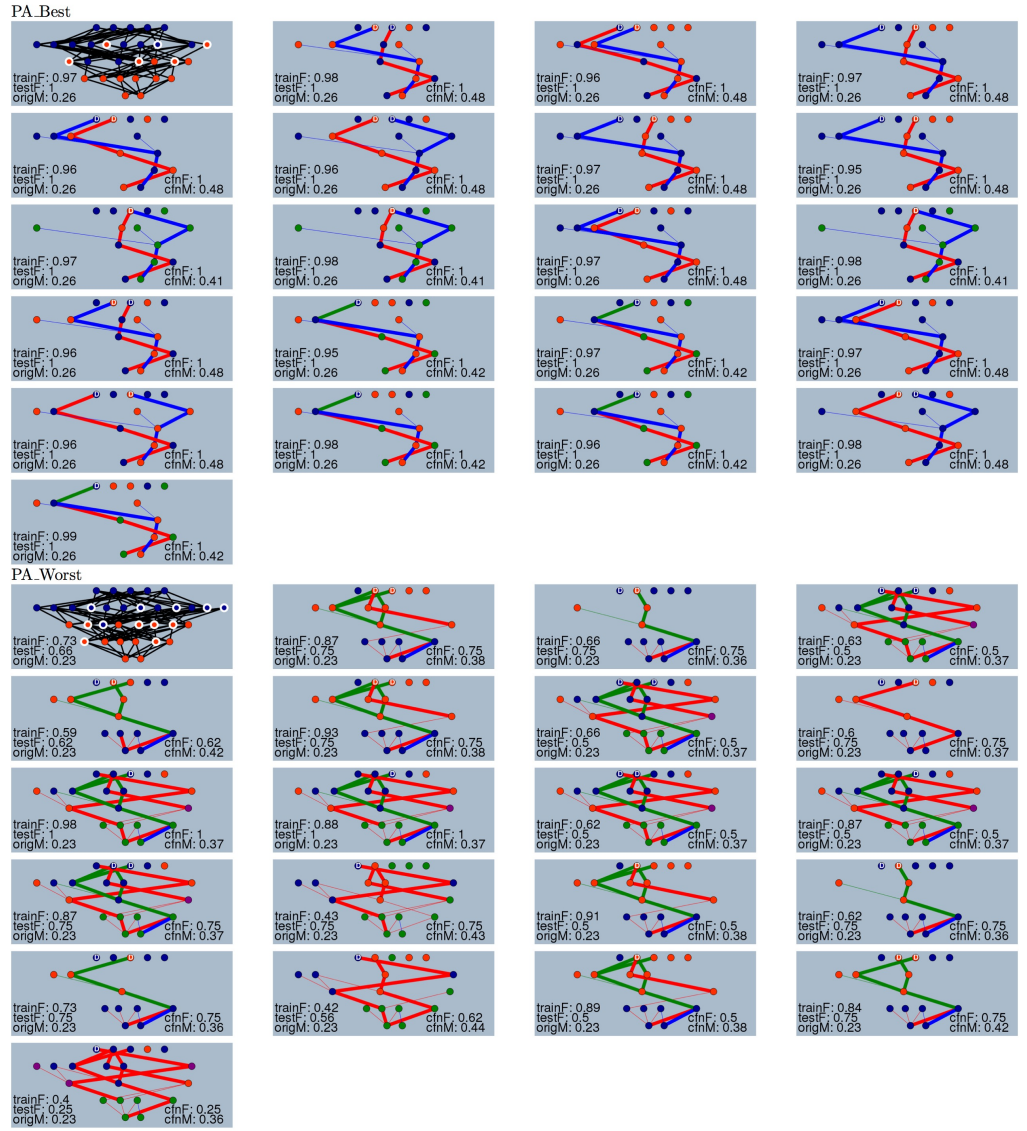 PA_Best
trainF: 0.97
testF: 1
origM: 0.26
trainF: 0.98
testF: 1
origM: 0.26
cfnF: 1
cfnM: 0.48
trainF: 0.96
testF: 1
origM: 0.26
cfnF: 1
cfnM: 0.48
trainF: 0.97
testF: 1
origM: 0.26
cfnF: 1
cfnM: 0.48
trainF: 0.96
testF: 1
origM: 0.26
cfnF: 1
cfnM: 0.48
trainF: 0.96
testF: 1
origM: 0.26
cfnF: 1
cfnM: 0.48
trainF: 0.97
testF: 1
origM: 0.26
cfnF: 1
cfnM: 0.48
trainF: 0.95
testF: 1
origM: 0.26
cfnF: 1
cfnM: 0.48
trainF: 0.97
testF: 1
origM: 0.26
cfnF: 1
cfnM: 0.41
trainF: 0.98
testF: 1
origM: 0.26
cfnF: 1
cfnM: 0.41
trainF: 0.97
testF: 1
origM: 0.26
cfnF: 1
cfnM: 0.48
trainF: 0.98
testF: 1
origM: 0.26
cfnF: 1
cfnM: 0.41
trainF: 0.96
testF: 1
origM: 0.26
cfnF: 1
cfnM: 0.48
trainF: 0.95
testF: 1
origM: 0.26
cfnF: 1
cfnM: 0.42
trainF: 0.97
testF: 1
origM: 0.26
cfnF: 1
cfnM: 0.42
trainF: 0.97
testF: 1
origM: 0.26
cfnF: 1
cfnM: 0.48
trainF: 0.96
testF: 1
origM: 0.26
cfnF: 1
cfnM: 0.48
trainF: 0.98
testF: 1
origM: 0.26
cfnF: 1
cfnM: 0.42
trainF: 0.96
testF: 1
origM: 0.26
cfnF: 1
cfnM: 0.42
trainF: 0.98
testF: 1
origM: 0.26
cfnF: 1
cfnM: 0.48
trainF: 0.99
testF: 1
origM: 0.26
cfnF: 1
cfnM: 0.42
PA_Worst
trainF: 0.73
testF: 0.66
origM: 0.23
trainF: 0.87
testF: 0.75
origM: 0.23
cfnF: 0.75
cfnM: 0.38
trainF: 0.66
testF: 0.75
origM: 0.23
cfnF: 0.75
cfnM: 0.36
trainF: 0.63
testF: 0.5
origM: 0.23
cfnF: 0.5
cfnM: 0.37
trainF: 0.59
testF: 0.62
origM: 0.23
cfnF: 0.62
cfnM: 0.42
trainF: 0.93
testF: 0.75
origM: 0.23
cfnF: 0.75
cfnM: 0.38
trainF: 0.66
testF: 0.5
origM: 0.23
cfnF: 0.5
cfnM: 0.37
trainF: 0.6
testF: 0.75
origM: 0.23
cfnF: 0.75
cfnM: 0.37
trainF: 0.98
testF: 1
origM: 0.23
cfnF: 1
cfnM: 0.37
trainF: 0.88
testF: 1
origM: 0.23
cfnF: 1
cfnM: 0.37
trainF: 0.62
testF: 0.5
origM: 0.23
cfnF: 0.5
cfnM: 0.37
trainF: 0.87
testF: 0.5
origM: 0.23
cfnF: 0.5
cfnM: 0.37
trainF: 0.87
testF: 0.75
origM: 0.23
cfnF: 0.75
cfnM: 0.37
trainF: 0.43
testF: 0.75
origM: 0.23
cfnF: 0.75
cfnM: 0.43
trainF: 0.91
testF: 0.5
origM: 0.23
cfnF: 0.5
cfnM: 0.38
trainF: 0.62
testF: 0.75
origM: 0.23
cfnF: 0.75
cfnM: 0.36
trainF: 0.73
testF: 0.75
origM: 0.23
cfnF: 0.75
cfnM: 0.36
trainF: 0.42
testF: 0.56
origM: 0.23
cfnF: 0.62
cfnM: 0.44
trainF: 0.89
testF: 0.5
origM: 0.23
cfnF: 0.5
cfnM: 0.38
trainF: 0.84
testF: 0.75
origM: 0.23
cfnF: 0.75
cfnM: 0.42
trainF: 0.4
testF: 0.25
origM: 0.23
cfnF: 0.25
cfnM: 0.36